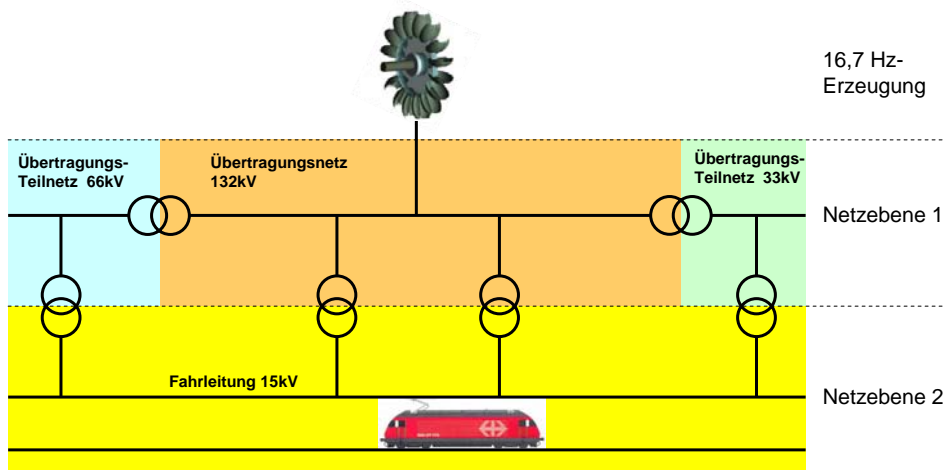 16,7 Hz-
Erzeugung
Übertragungs-
Teilnetz 66kV
Übertragungsnetz
132kV
Übertragungs-
Teilnetz 33kV
Netzebene 1
Fahrleitung 15kV
Netzebene 2